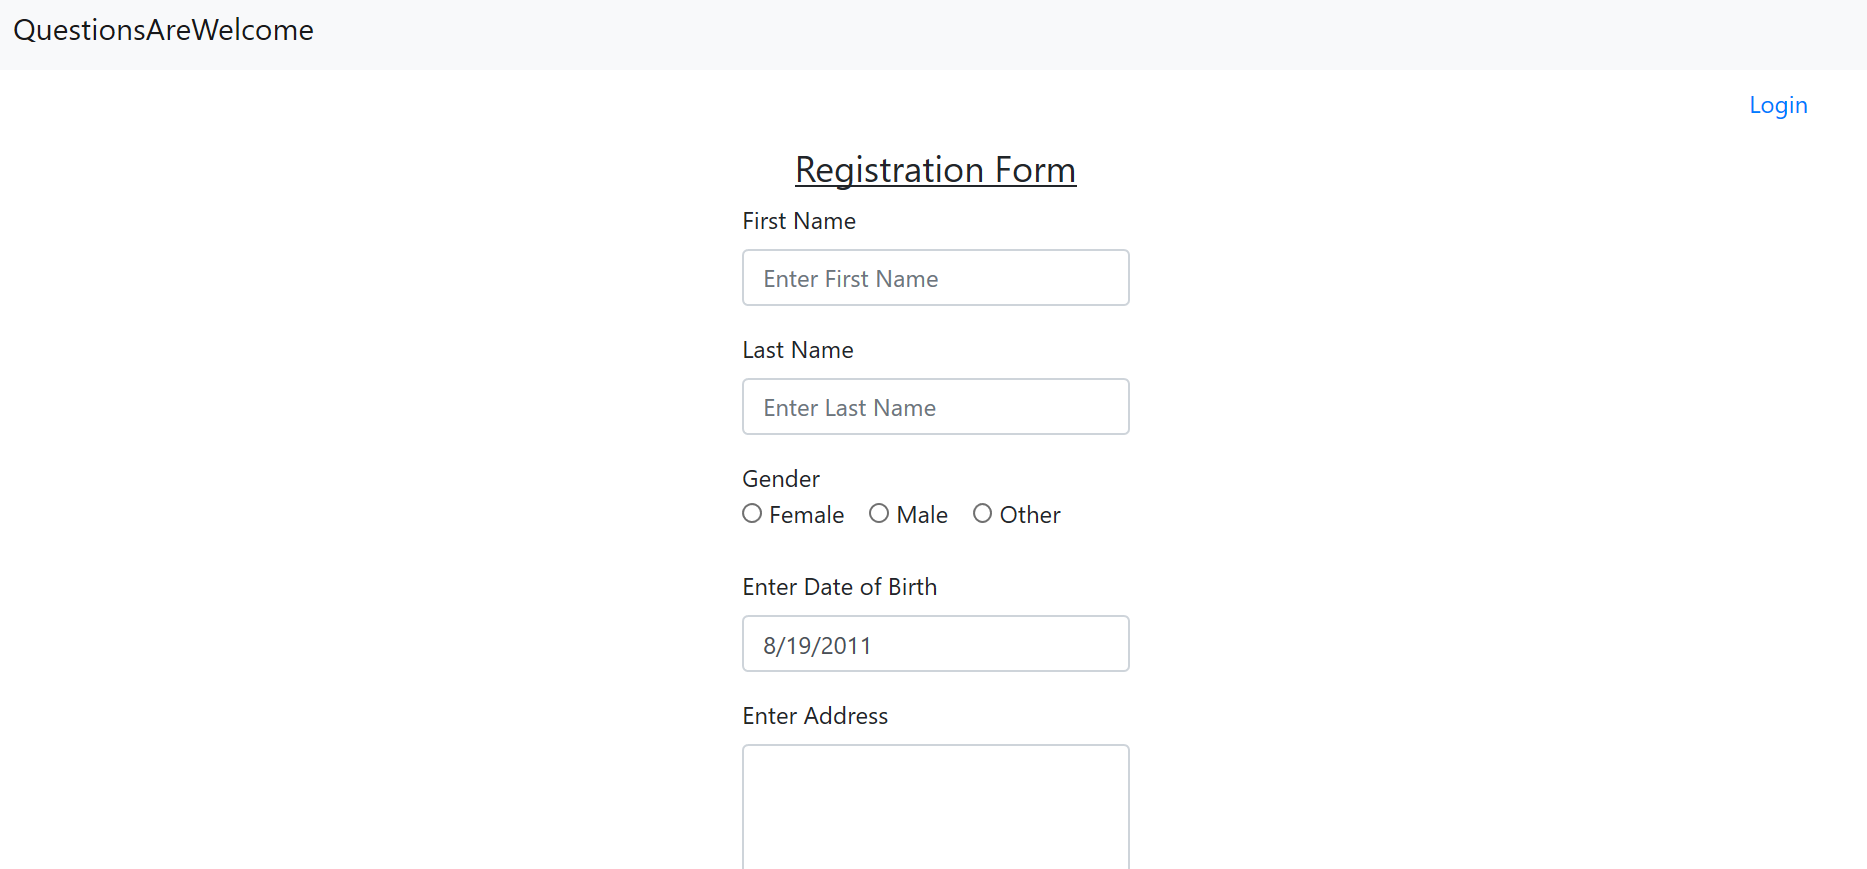 QuestionsAreWelcome
Login
Registration Form
First Name
Enter First Name
Last Name
Enter Last Name
Gender
Female Male Other
Enter Date of Birth
8/19/2011
Enter Address